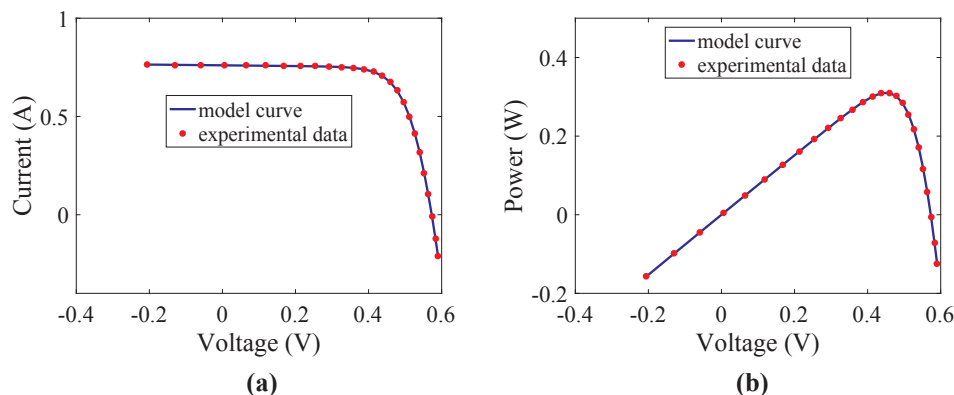 1
0.5
0
-0.4
-0.2
0
0.2
0.4
0.6
Current (A)
Voltage (V)
model curve
experimental data
(a)
0.4
0.2
0
-0.2
-0.4
-0.2
0
0.2
0.4
0.6
Power (W)
Voltage (V)
model curve
experimental data
(b)